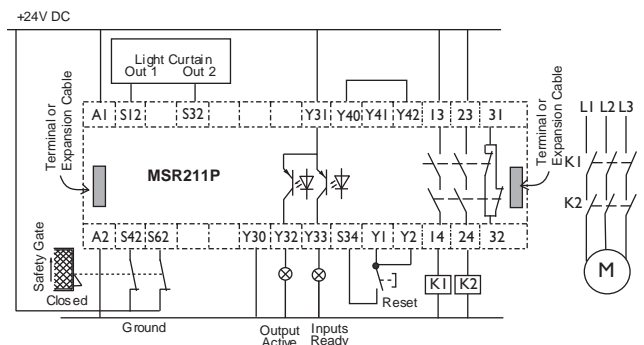 +24V DC
Light Curtain
Out 1 Out 2
L1 L2 L3
A1 S12 S32 Y31 Y40 Y41 Y42 13 23 31
Terminal or
Expansion Cable
Terminal or
Expansion Cable
K1
MSR211P
K2
A2 S42 S62 Y30 Y32 Y33 S34 Y1 Y2 14 24 32
Safety Gate
M
K1 K2
Closed
Reset
Ground
Output
Active
Inputs
Ready